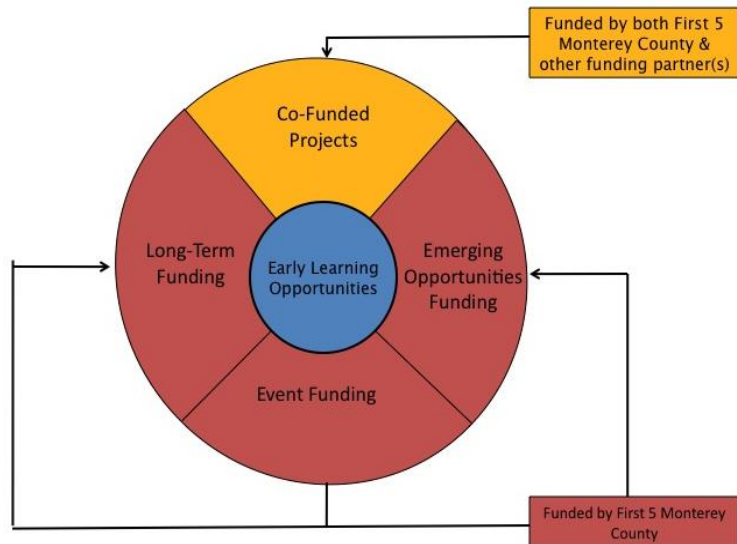 Funded by both First 5
Monterey County &
other funding partner(s)
Co-Funded
Projects
Long-Term
Funding
Early Learning
Opportunities
Emerging
Opportunities
Funding
Event Funding
Funded by First 5 Monterey
County